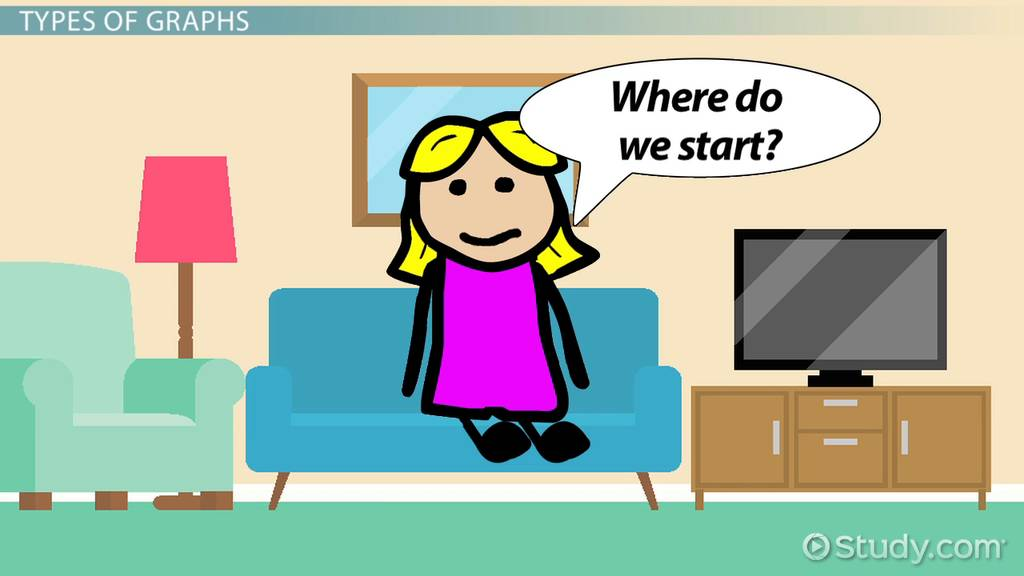 TYPES OF GRAPHS
Where do
we start?
Study.com